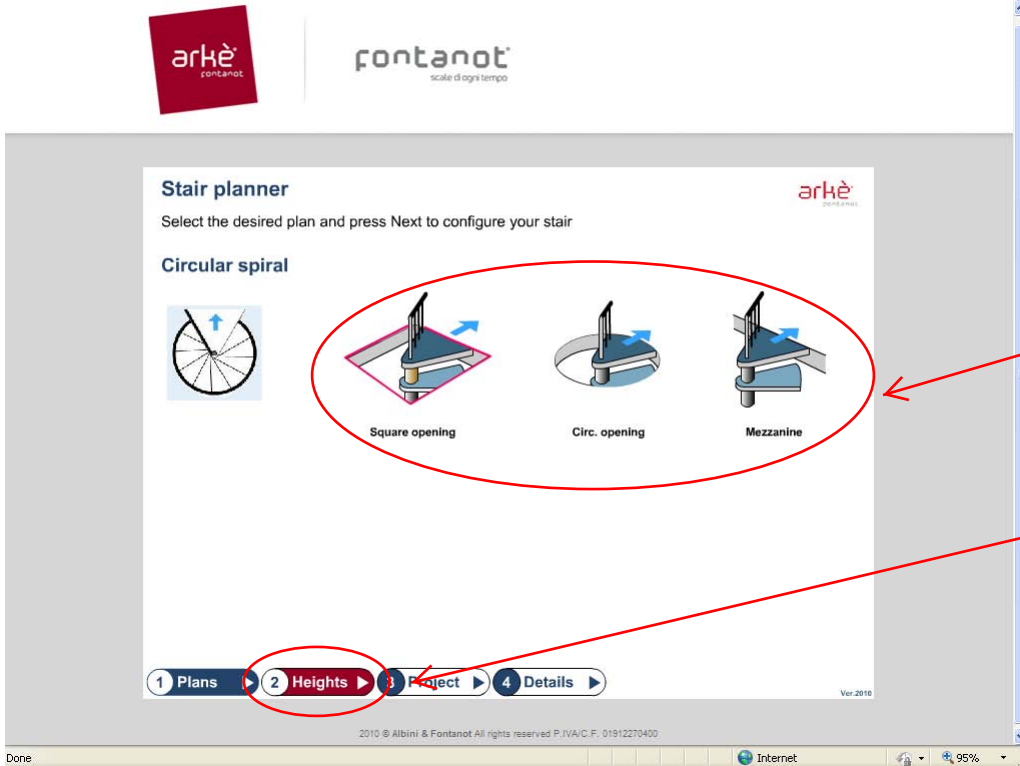 arkè
fontanot
fontanot
scale di ogni tempo
Stair planner
arkè
fontanot
Select the desired plan and press Next to configure your stair
Circular spiral
Square opening
Circ. opening
Mezzanine
1 Plans
2 Heights
3 Project
4 Details
Ver.2010
2010 © Albini & Fontanot All rights reserved P.IVA/C.F. 01912270400
Done
Internet
95%